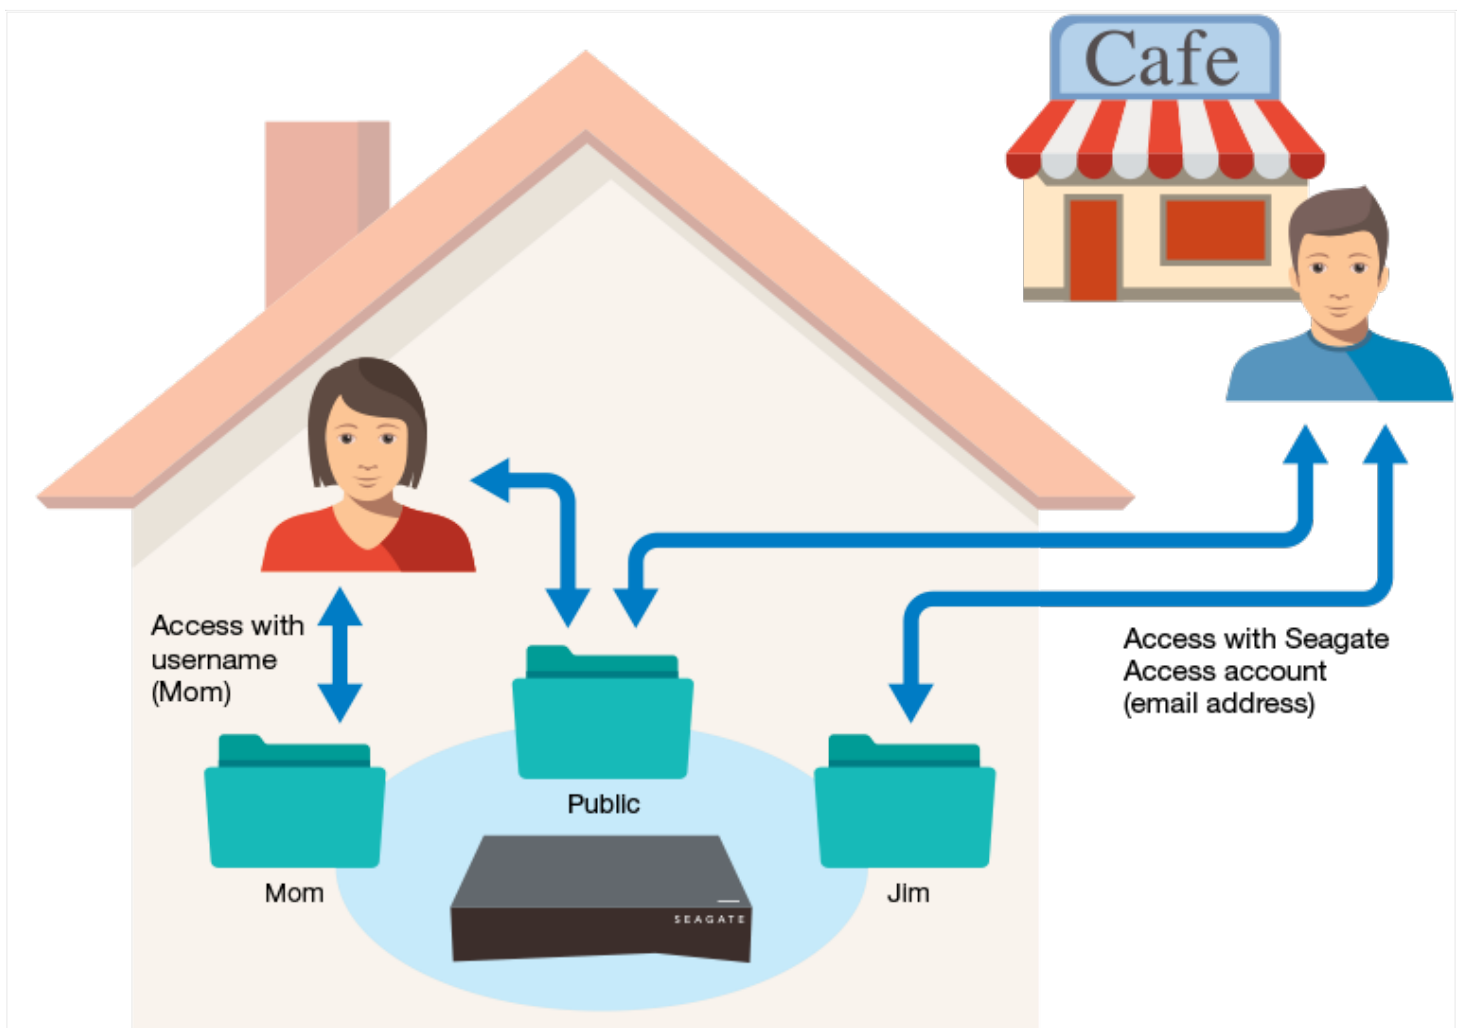 Cafe
Access with
username
(Mom)
Access with Seagate
Access account
(email address)
Public
Mom
Jim
SEAGATE